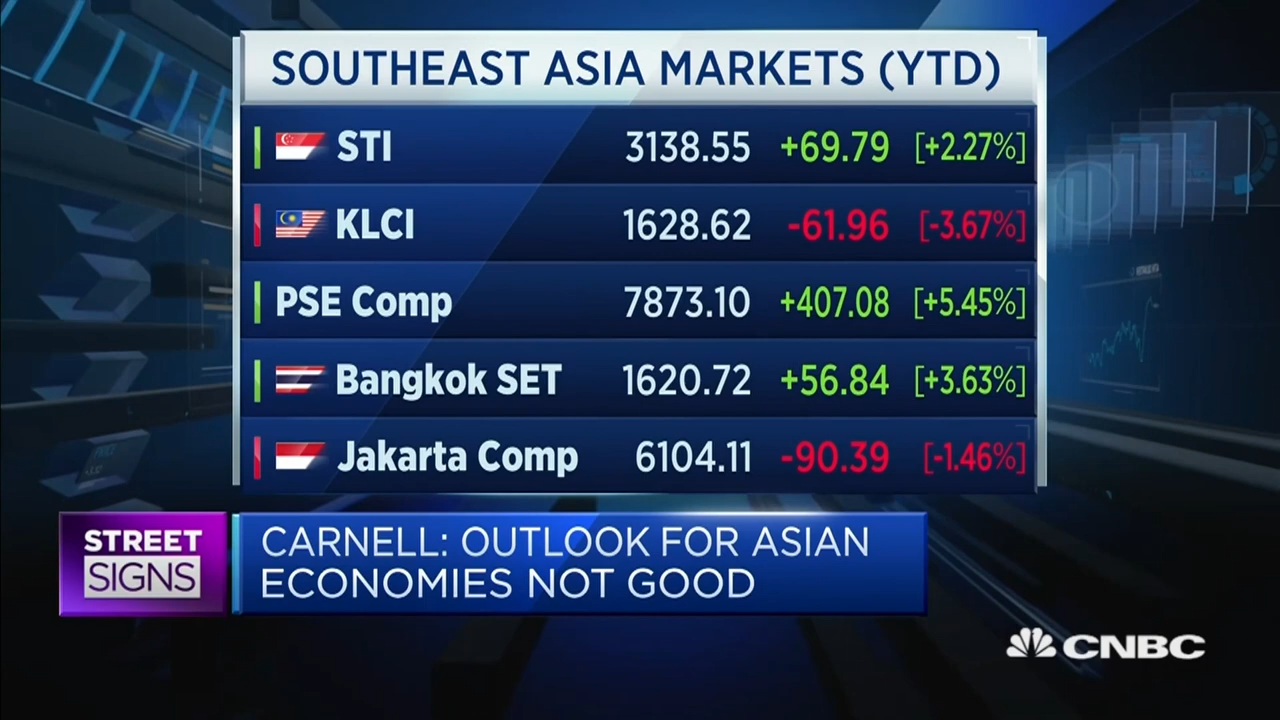 SOUTHEAST ASIA MARKETS (YTD)
STI 3138.55 +69.79 [+2.27%]
KLCI 1628.62 -61.96 [-3.67%]
PSE Comp 7873.10 +407.08 [+5.45%]
Bangkok SET 1620.72 +56.84 [+3.63%]
Jakarta Comp 6104.11 -90.39 [-1.46%]
STREET
SIGNS
CARNELL: OUTLOOK FOR ASIAN
ECONOMIES NOT GOOD
CNBC